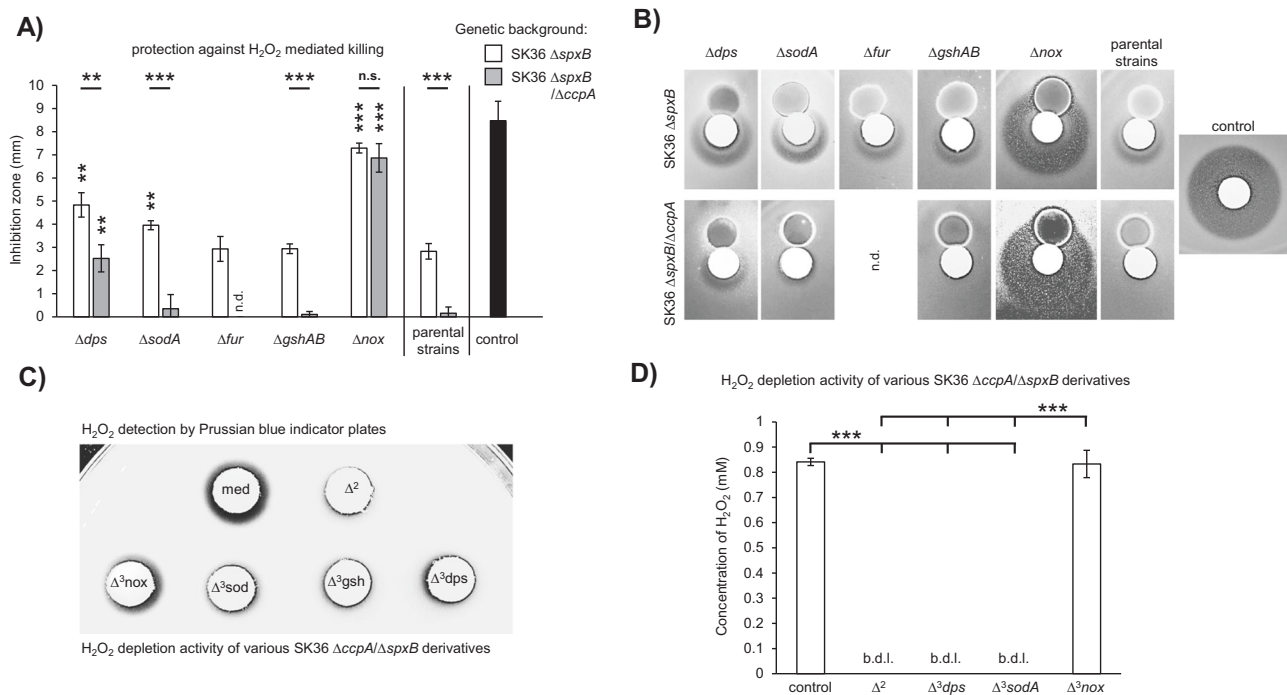 A)
protection against H₂O₂ mediated killing
Genetic background:
SK36 ΔspxB
SK36 ΔspxB
/ΔccpA
** *** *** n.s. ***
*** ***
** ** **
n.d.
Inhibition zone (mm)
10
9
8
7
6
5
4
3
2
1
0
Δdps ΔsodA Δfur ΔgshAB Δnox parental strains control
B)
Δdps ΔsodA Δfur ΔgshAB Δnox parental strains
SK36 ΔspxB
SK36 ΔspxB/ΔccpA
n.d.
control
C)
H₂O₂ detection by Prussian blue indicator plates
med Δ²
Δ³nox Δ³sod Δ³gsh Δ³dps
H₂O₂ depletion activity of various SK36 ΔccpA/ΔspxB derivatives
D)
H₂O₂ depletion activity of various SK36 ΔccpA/ΔspxB derivatives
***
***
Concentration of H₂O₂ (mM)
1
0.9
0.8
0.7
0.6
0.5
0.4
0.3
0.2
0.1
0
b.d.l. b.d.l. b.d.l.
control Δ² Δ³dps Δ³sodA Δ³nox